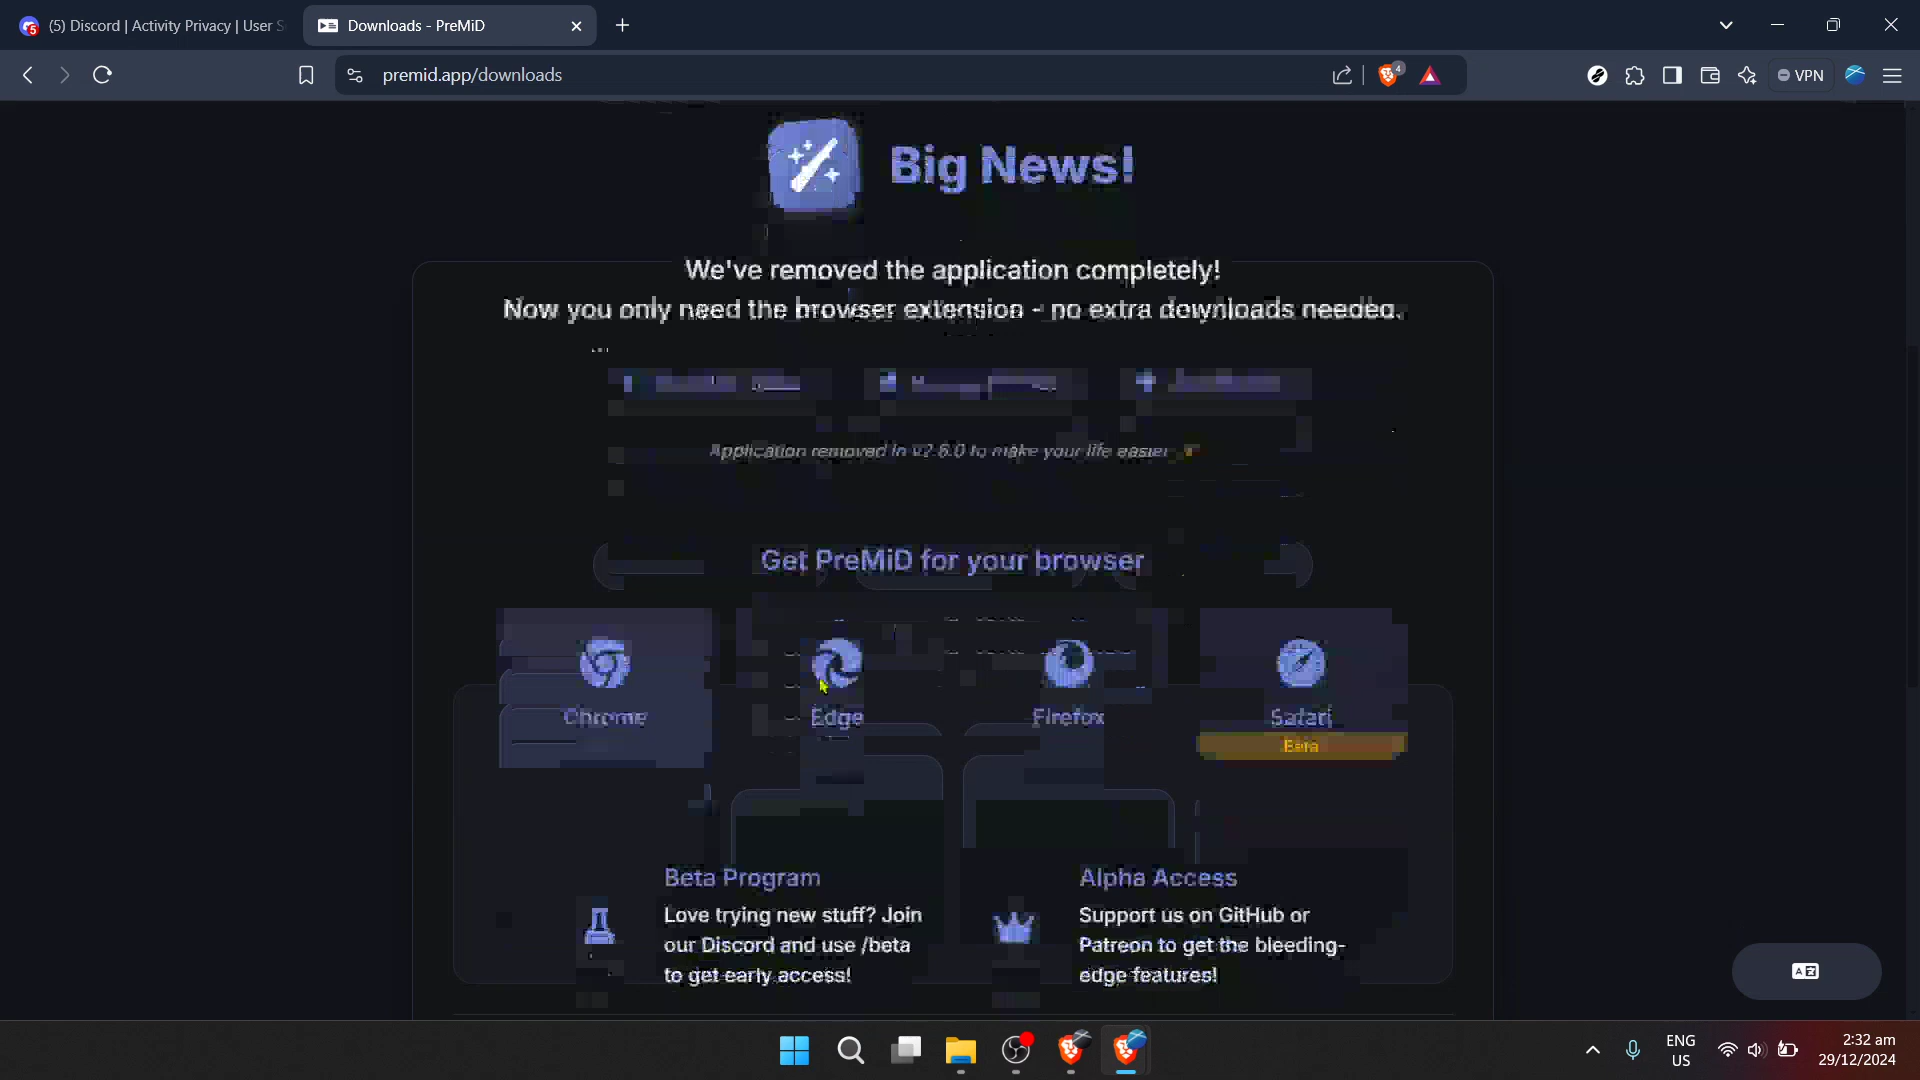 (5) Discord | Activity Privacy | User S
Downloads - PreMiD
premid.app/downloads
4
VPN
Big News!
We've removed the application completely!
Now you only need the browser extension - no extra downloads needed.
Application removed in v2.6.0 to make your life easier
Get PreMiD for your browser
Chrome
Edge
Firefox
Safari
Beta
Beta Program
Love trying new stuff? Join
our Discord and use /beta
to get early access!
Alpha Access
Support us on GitHub or
Patreon to get the bleeding-
edge features!
ENG
US
2:32 am
29/12/2024